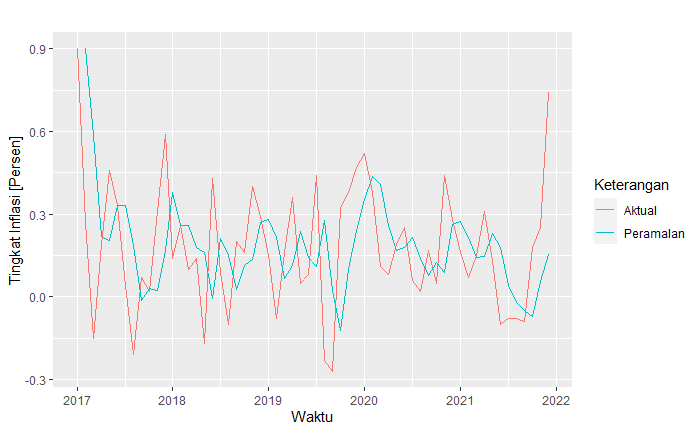 0.9
0.6
0.3
0.0
-0.3
Tingkat Inflasi [Persen]
2017 2018 2019 2020 2021 2022
Waktu
Keterangan
Aktual
Peramalan